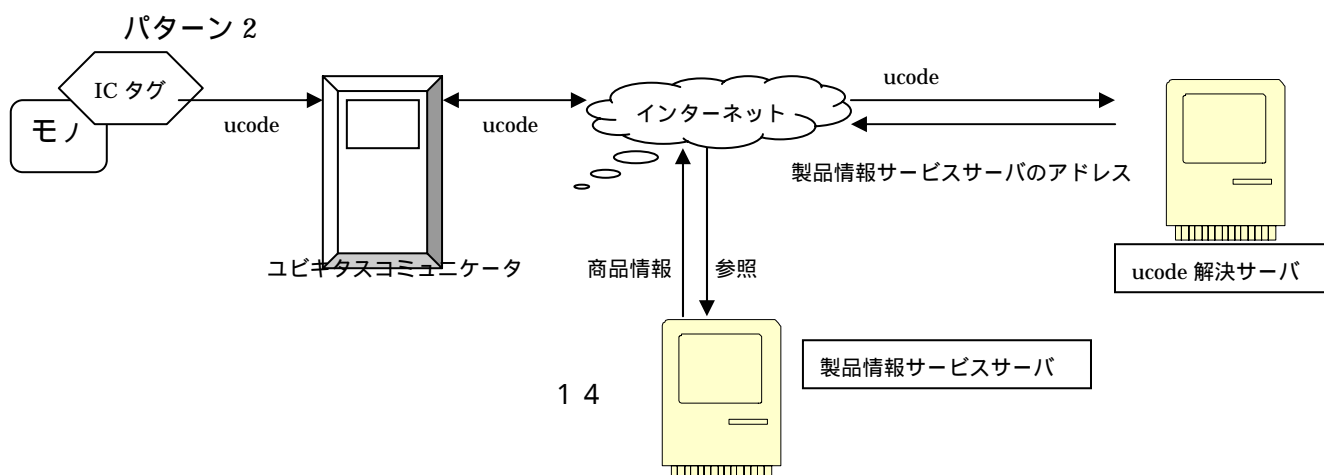 パターン 2
IC タグ
モノ
ucode
ucode
インターネット
ucode
製品情報サービスサーバのアドレス
ユビキタスコミュニケータ
商品情報
参照
ucode 解決サーバ
製品情報サービスサーバ
１４